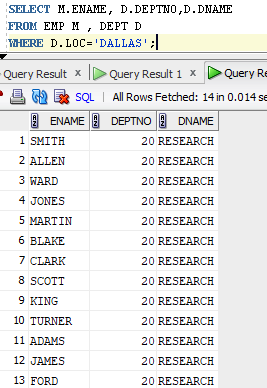 SELECT M.ENAME, D.DEPTNO,D.DNAME
FROM EMP M , DEPT D
WHERE D.LOC='DALLAS';
Query Result × Query Result 1 × Query Re
SQL | All Rows Fetched: 14 in 0.014 se
ENAME DEPTNO DNAME
1 SMITH 20 RESEARCH
2 ALLEN 20 RESEARCH
3 WARD 20 RESEARCH
4 JONES 20 RESEARCH
5 MARTIN 20 RESEARCH
6 BLAKE 20 RESEARCH
7 CLARK 20 RESEARCH
8 SCOTT 20 RESEARCH
9 KING 20 RESEARCH
10 TURNER 20 RESEARCH
11 ADAMS 20 RESEARCH
12 JAMES 20 RESEARCH
13 FORD 20 RESEARCH